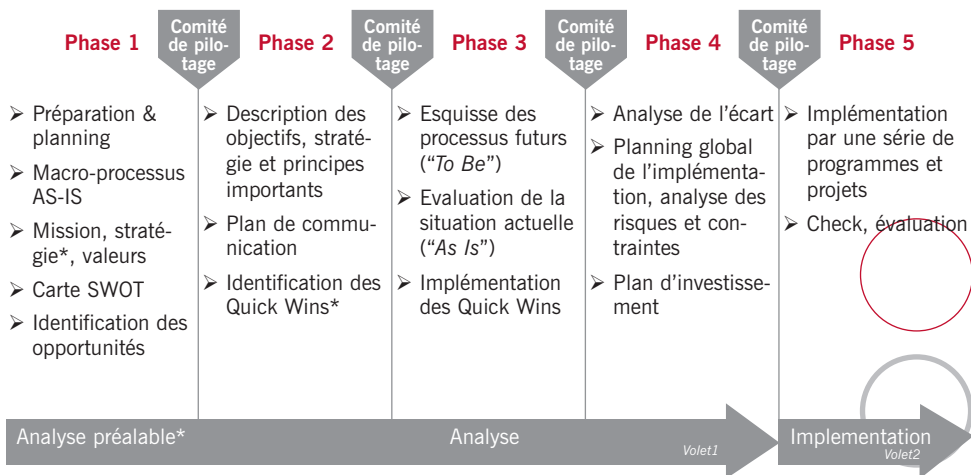 Phase 1
Comité
de pilo-
tage
Phase 2
Comité
de pilo-
tage
Phase 3
Comité
de pilo-
tage
Phase 4
Comité
de pilo-
tage
Phase 5
➢ Préparation &
planning
➢ Macro-processus
AS-IS
➢ Mission, straté-
gie*, valeurs
➢ Carte SWOT
➢ Identification des
opportunités
➢ Description des
objectifs, straté-
gie et principes
importants
➢ Plan de commu-
nication
➢ Identification des
Quick Wins*
➢ Esquisse des
processus futurs
(“To Be”)
➢ Evaluation de la
situation actuelle
(“As Is”)
➢ Implémentation
des Quick Wins
➢ Analyse de l’écart
➢ Planning global
de l’implémenta-
tion, analyse des
risques et con-
traintes
➢ Plan d’investisse-
ment
➢ Implémentation
par une série de
programmes et
projets
➢ Check, évaluation
Analyse préalable*
Analyse
Volet1
Implementation
Volet2